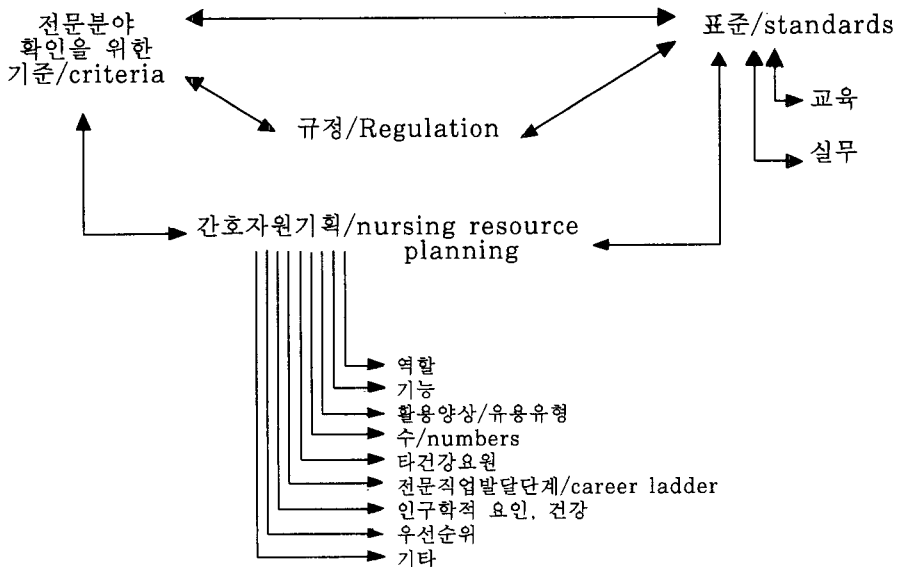 전문분야
확인을 위한
기준/criteria
표준/standards
교육
실무
규정/Regulation
간호자원기획/nursing resource
planning
역할
기능
활용양상/유용유형
수/numbers
타건강요원
전문직업발달단계/career ladder
인구학적 요인, 건강
우선순위
기타